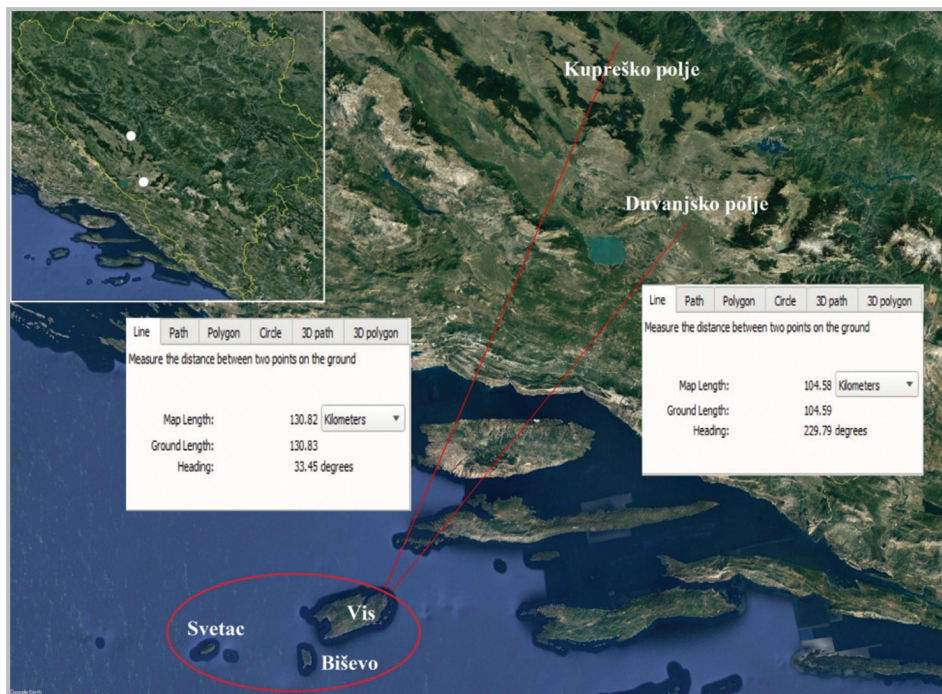 Kupreško polje
Duvanjsko polje
Line Path Polygon Circle 3D path 3D polygon
Measure the distance between two points on the ground
Map Length: 104.58 Kilometers
Ground Length: 104.59
Heading: 229.79 degrees
Line Path Polygon Circle 3D path 3D polygon
Measure the distance between two points on the ground
Map Length: 130.82 Kilometers
Ground Length: 130.83
Heading: 33.45 degrees
Vis
Svetac
Biševo
Google Earth